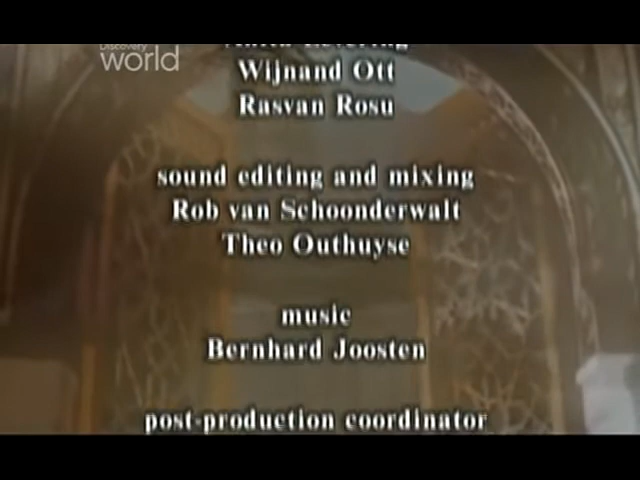 Discovery
world
Wijnand Ott
Rasvan Rosu
sound editing and mixing
Rob van Schoonderwalt
Theo Outhuyse
music
Bernhard Joosten
post-production coordinator